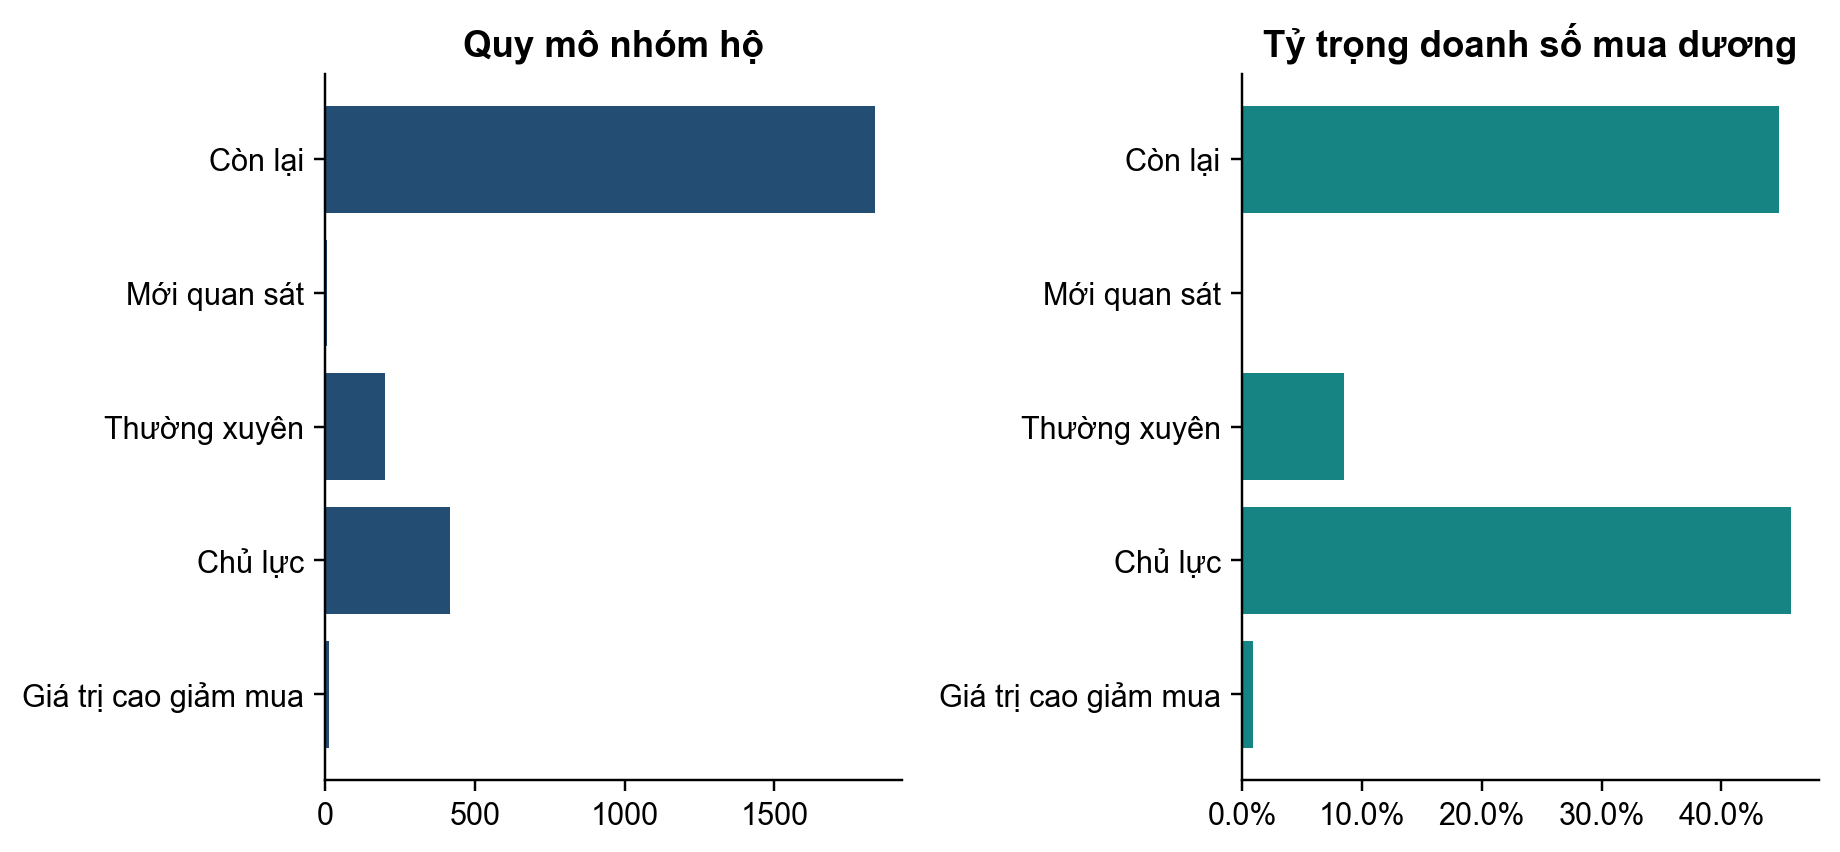 Quy mô nhóm hộ
Còn lại
Mới quan sát
Thường xuyên
Chủ lực
Giá trị cao giảm mua
0 500 1000 1500
Tỷ trọng doanh số mua dương
Còn lại
Mới quan sát
Thường xuyên
Chủ lực
Giá trị cao giảm mua
0.0% 10.0% 20.0% 30.0% 40.0%